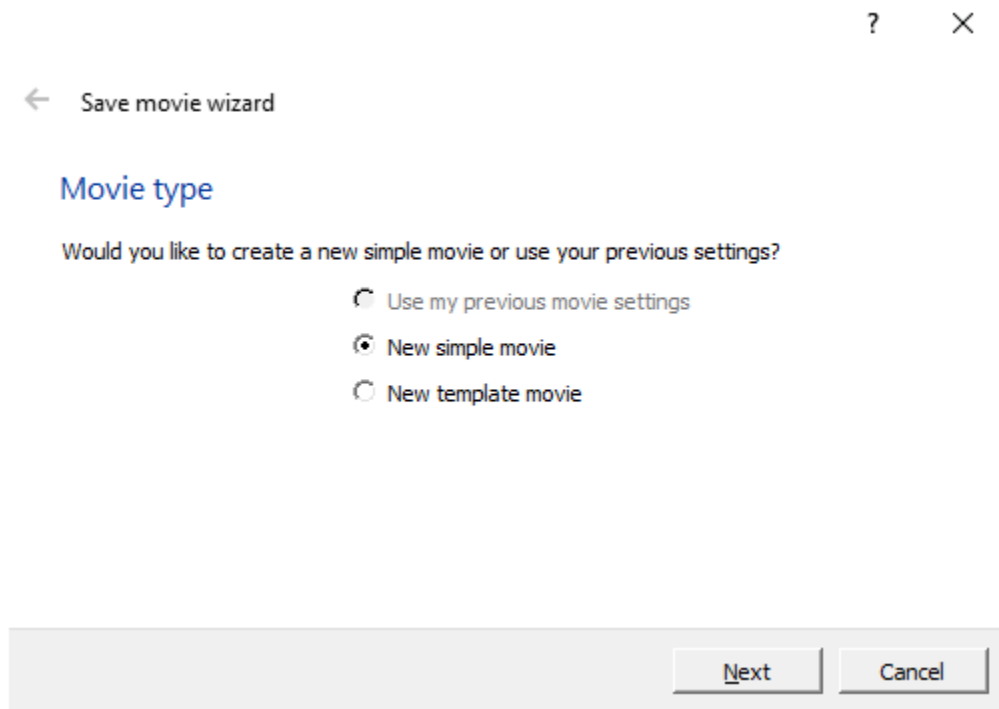 ?
Save movie wizard
Movie type
Would you like to create a new simple movie or use your previous settings?
Use my previous movie settings
New simple movie
New template movie
Next Cancel